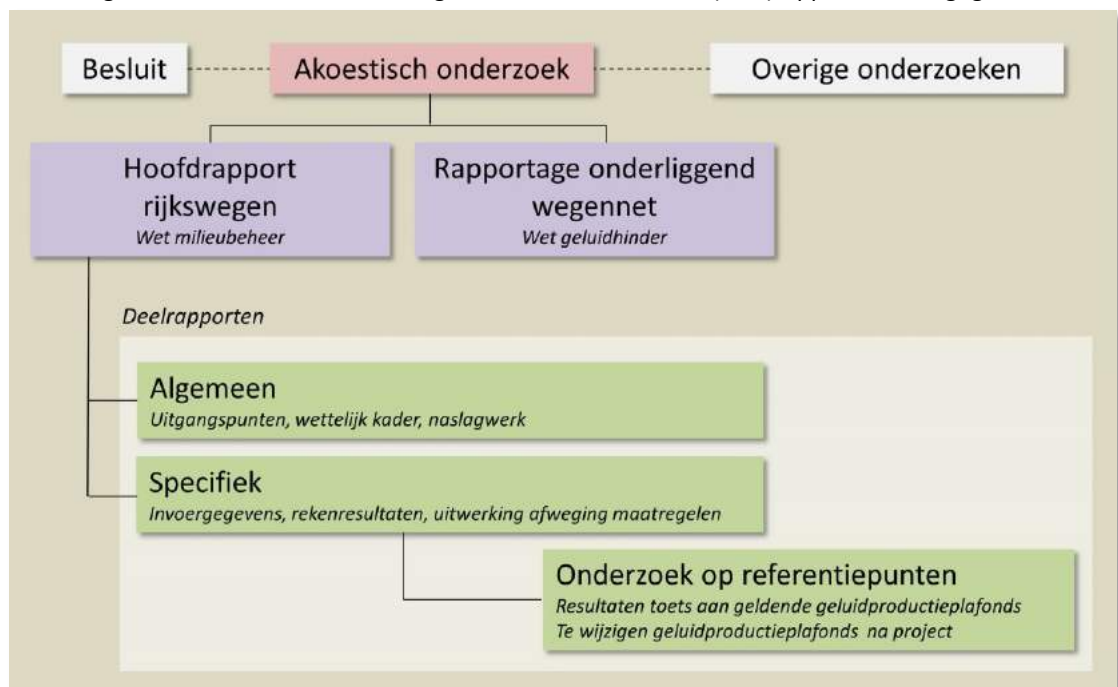 Besluit
Akoestisch onderzoek
Overige onderzoeken
Hoofdrapport
rijkswegen
Wet milieubeheer
Rapportage onderliggend
wegennet
Wet geluidhinder
Deelrapporten
Algemeen
Uitgangspunten, wettelijk kader, naslagwerk
Specifiek
Invoergegevens, rekenresultaten, uitwerking afweging maatregelen
Onderzoek op referentiepunten
Resultaten toets aan geldende geluidproductieplafonds
Te wijzigen geluidproductieplafonds na project